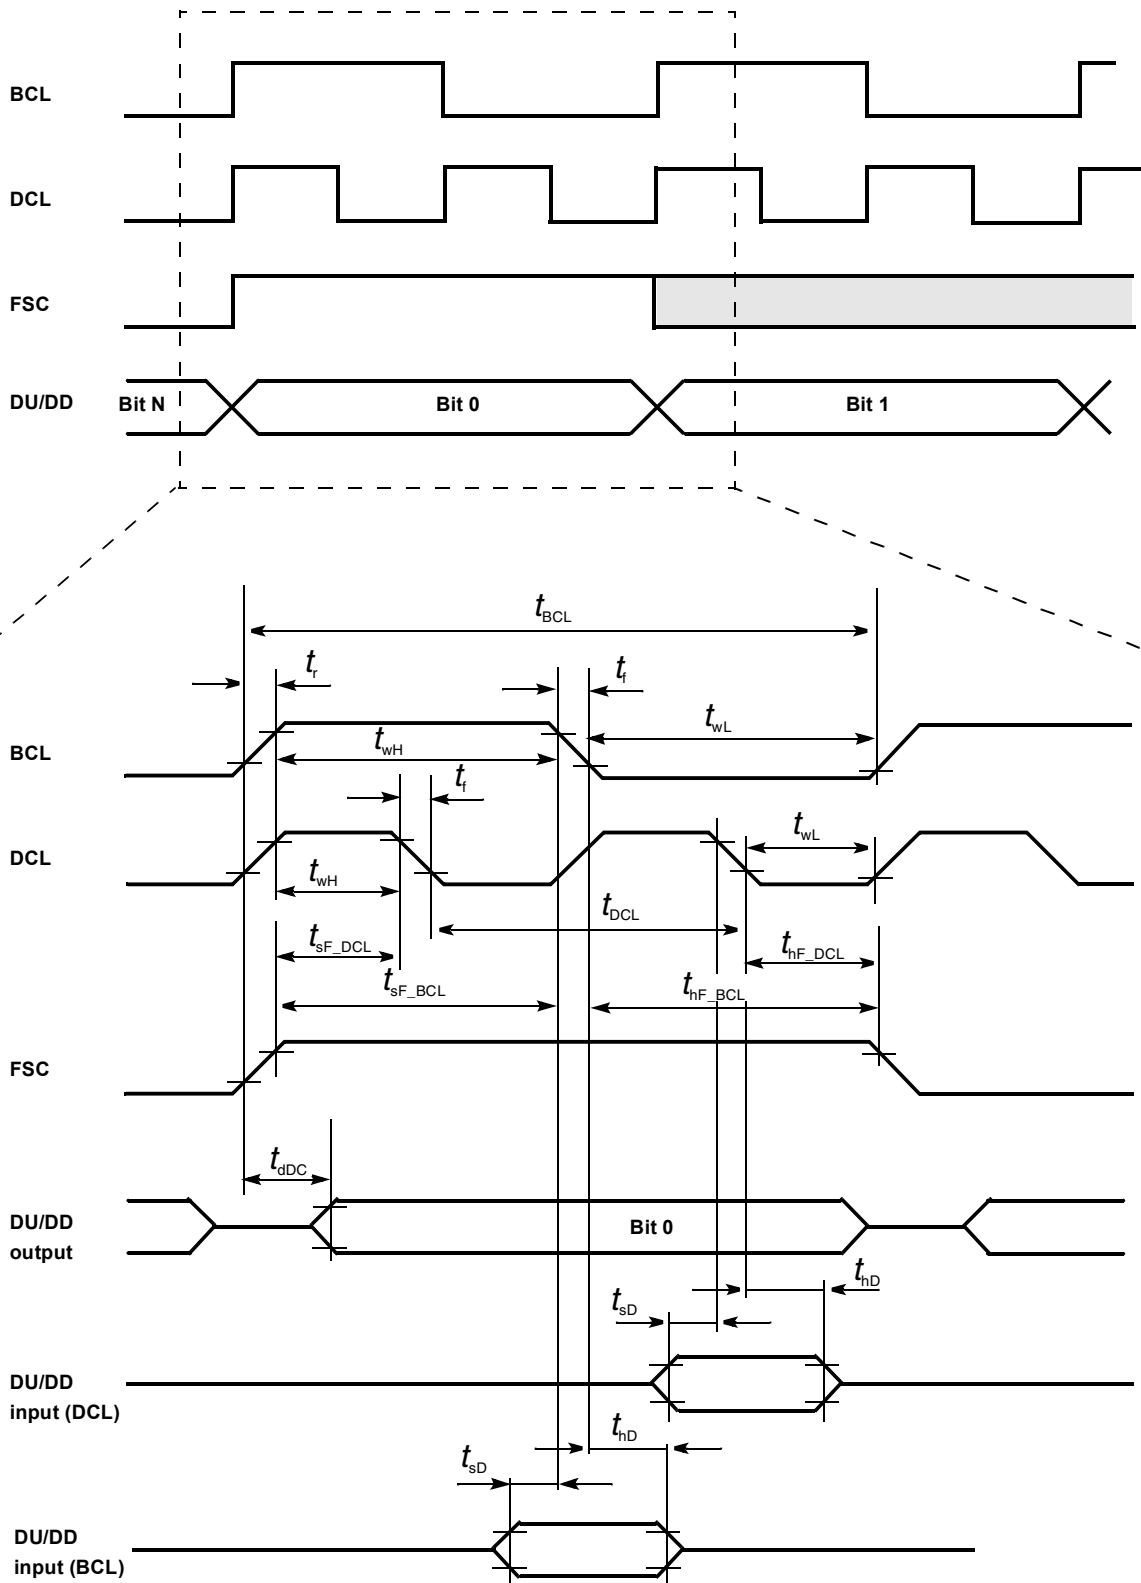 BCL
DCL
FSC
DU/DD Bit N Bit 0 Bit 1
tBCL
tr tf
BCL twH twL
tf
DCL twH twL
tDCL
tsF_DCL thF_DCL
tsF_BCL thF_BCL
FSC
tdDC
DU/DD
output
Bit 0
tsD thD
DU/DD
input (DCL)
tsD thD
DU/DD
input (BCL)